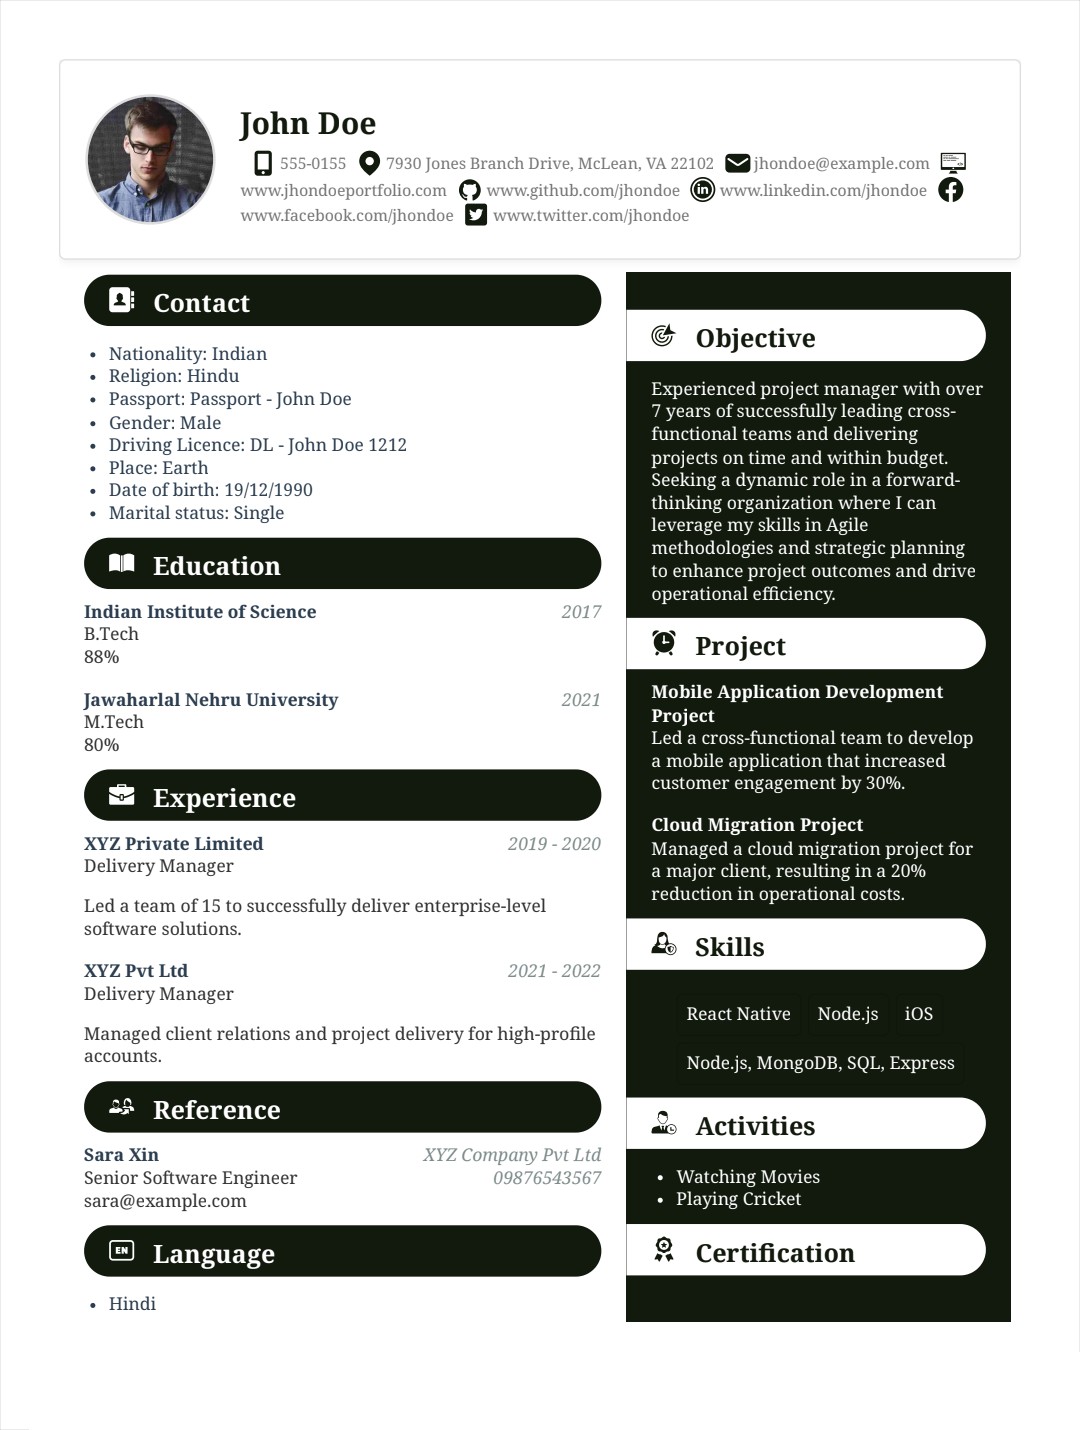 John Doe
555-0155 7930 Jones Branch Drive, McLean, VA 22102 jhondoe@example.com
www.jhondoeportfolio.com www.github.com/jhondoe www.linkedin.com/jhondoe
www.facebook.com/jhondoe www.twitter.com/jhondoe
Contact
Nationality: Indian
Religion: Hindu
Passport: Passport - John Doe
Gender: Male
Driving Licence: DL - John Doe 1212
Place: Earth
Date of birth: 19/12/1990
Marital status: Single
Education
Indian Institute of Science 2017
B.Tech
88%
Jawaharlal Nehru University 2021
M.Tech
80%
Experience
XYZ Private Limited 2019 - 2020
Delivery Manager
Led a team of 15 to successfully deliver enterprise-level
software solutions.
XYZ Pvt Ltd 2021 - 2022
Delivery Manager
Managed client relations and project delivery for high-profile
accounts.
Reference
Sara Xin XYZ Company Pvt Ltd
Senior Software Engineer 09876543567
sara@example.com
EN Language
Hindi
Objective
Experienced project manager with over
7 years of successfully leading cross-
functional teams and delivering
projects on time and within budget.
Seeking a dynamic role in a forward-
thinking organization where I can
leverage my skills in Agile
methodologies and strategic planning
to enhance project outcomes and drive
operational efficiency.
Project
Mobile Application Development
Project
Led a cross-functional team to develop
a mobile application that increased
customer engagement by 30%.
Cloud Migration Project
Managed a cloud migration project for
a major client, resulting in a 20%
reduction in operational costs.
Skills
React Native Node.js iOS
Node.js, MongoDB, SQL, Express
Activities
Watching Movies
Playing Cricket
Certification